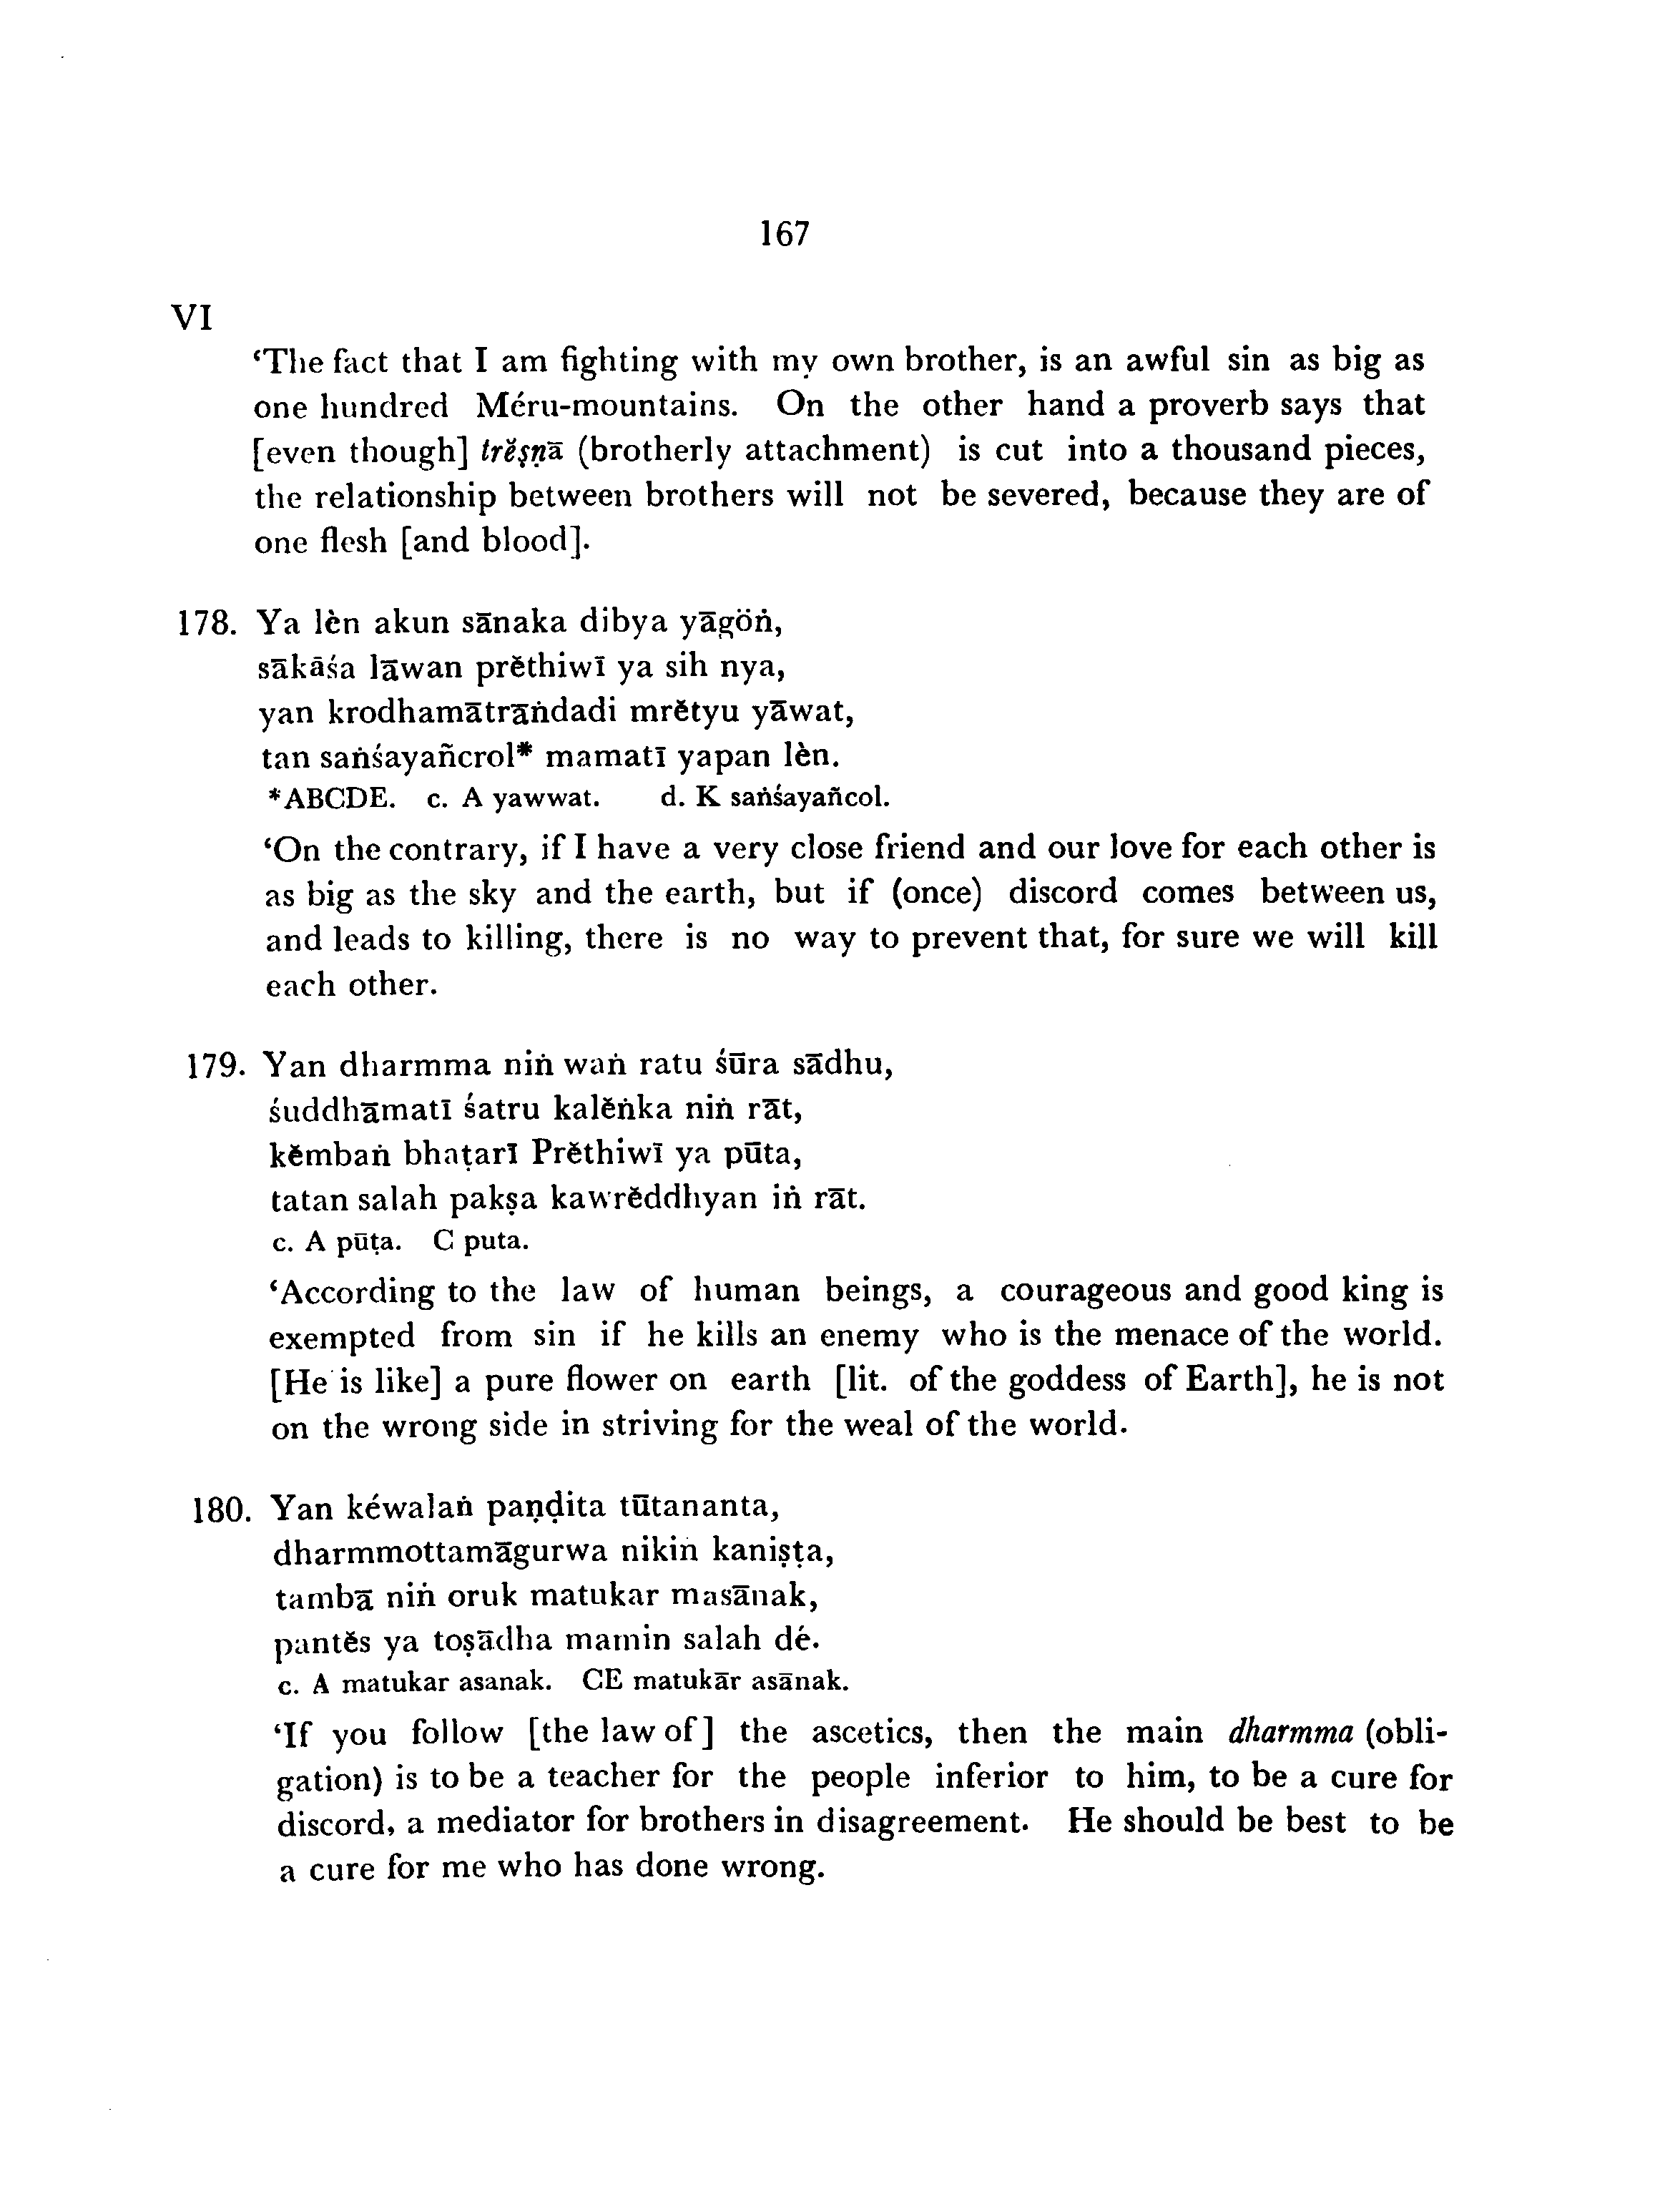 167
VI
‘The fact that I am fighting with my own brother, is an awful sin as big as
one hundred Méru-mountains. On the other hand a proverb says that
[even though] trĕṣṇā (brotherly attachment) is cut into a thousand pieces,
the relationship between brothers will not be severed, because they are of
one flesh [and blood].
178. Ya lèn akun sānaka dibya yāgöṅ,
sākāśa lāwan prĕthiwī ya sih nya,
yan krodhamātrāṅdadi mrĕtyu yāwat,
tan saṅśayañcrol* mamatī yapan lèn.
*ABCDE. c. A yawwat. d. K saṅśayañcol.
‘On the contrary, if I have a very close friend and our love for each other is
as big as the sky and the earth, but if (once) discord comes between us,
and leads to killing, there is no way to prevent that, for sure we will kill
each other.
179. Yan dharmma niṅ waṅ ratu śūra sādhu,
śuddhāmatī śatru kalĕṅka niṅ rāt,
kĕmbaṅ bhaṭarī Prĕthiwī ya pūta,
tatan salah pakṣa kawrĕddhyan iṅ rāt.
c. A pūṭa. C puta.
‘According to the law of human beings, a courageous and good king is
exempted from sin if he kills an enemy who is the menace of the world.
[He is like] a pure flower on earth [lit. of the goddess of Earth], he is not
on the wrong side in striving for the weal of the world.
180. Yan kéwalaṅ paṇḍita tūtananta,
dharmmottamāgurwa nikiṅ kaniṣṭa,
tambā niṅ oruk matukar masānak,
pantĕs ya toṣādha mamin salah dé.
c. A matukar asanak. CE matukār asānak.
‘If you follow [the law of] the ascetics, then the main dharmma (obli-
gation) is to be a teacher for the people inferior to him, to be a cure for
discord, a mediator for brothers in disagreement. He should be best to be
a cure for me who has done wrong.